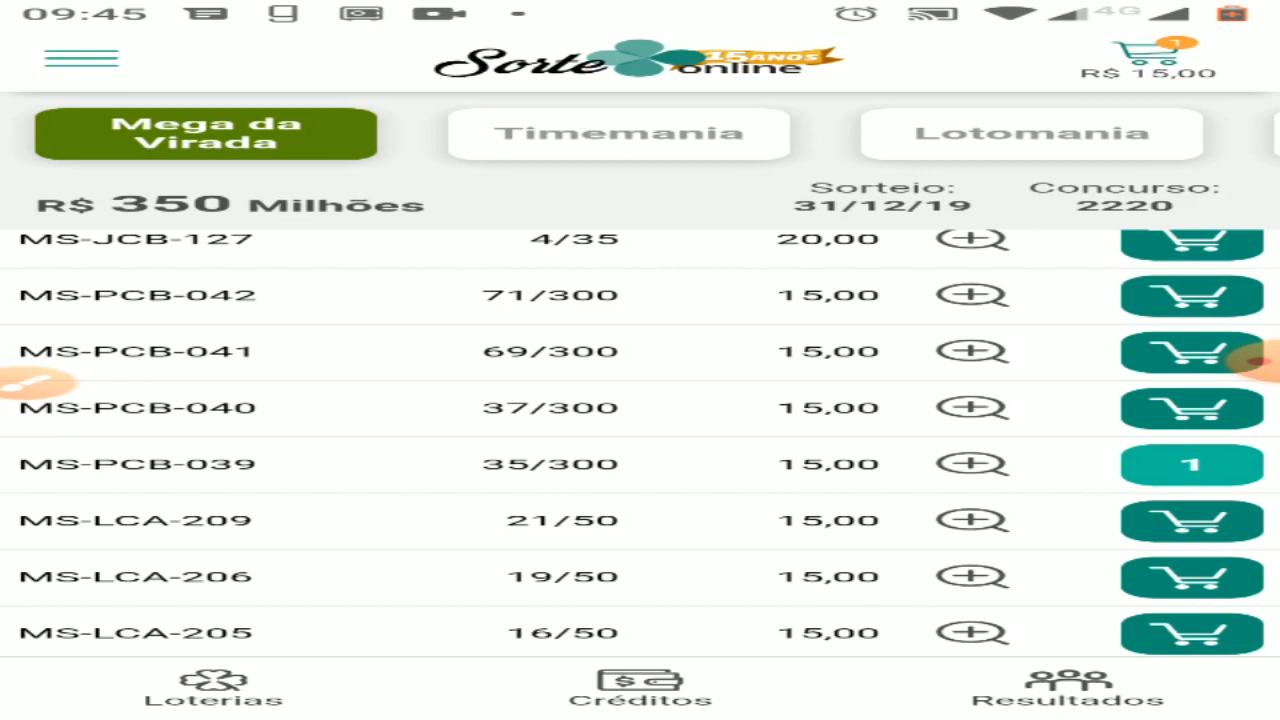 09:45
4G
Sorte online 15 ANOS
1
R$ 15,00
Mega da Virada
Timemania
Lotomania
R$ 350 Milhões
Sorteio: 31/12/19
Concurso: 2220
MS-JCB-127 4/35 20,00
MS-PCB-042 71/300 15,00
MS-PCB-041 69/300 15,00
MS-PCB-040 37/300 15,00
MS-PCB-039 35/300 15,00 1
MS-LCA-209 21/50 15,00
MS-LCA-206 19/50 15,00
MS-LCA-205 16/50 15,00
Loterias
Créditos
Resultados